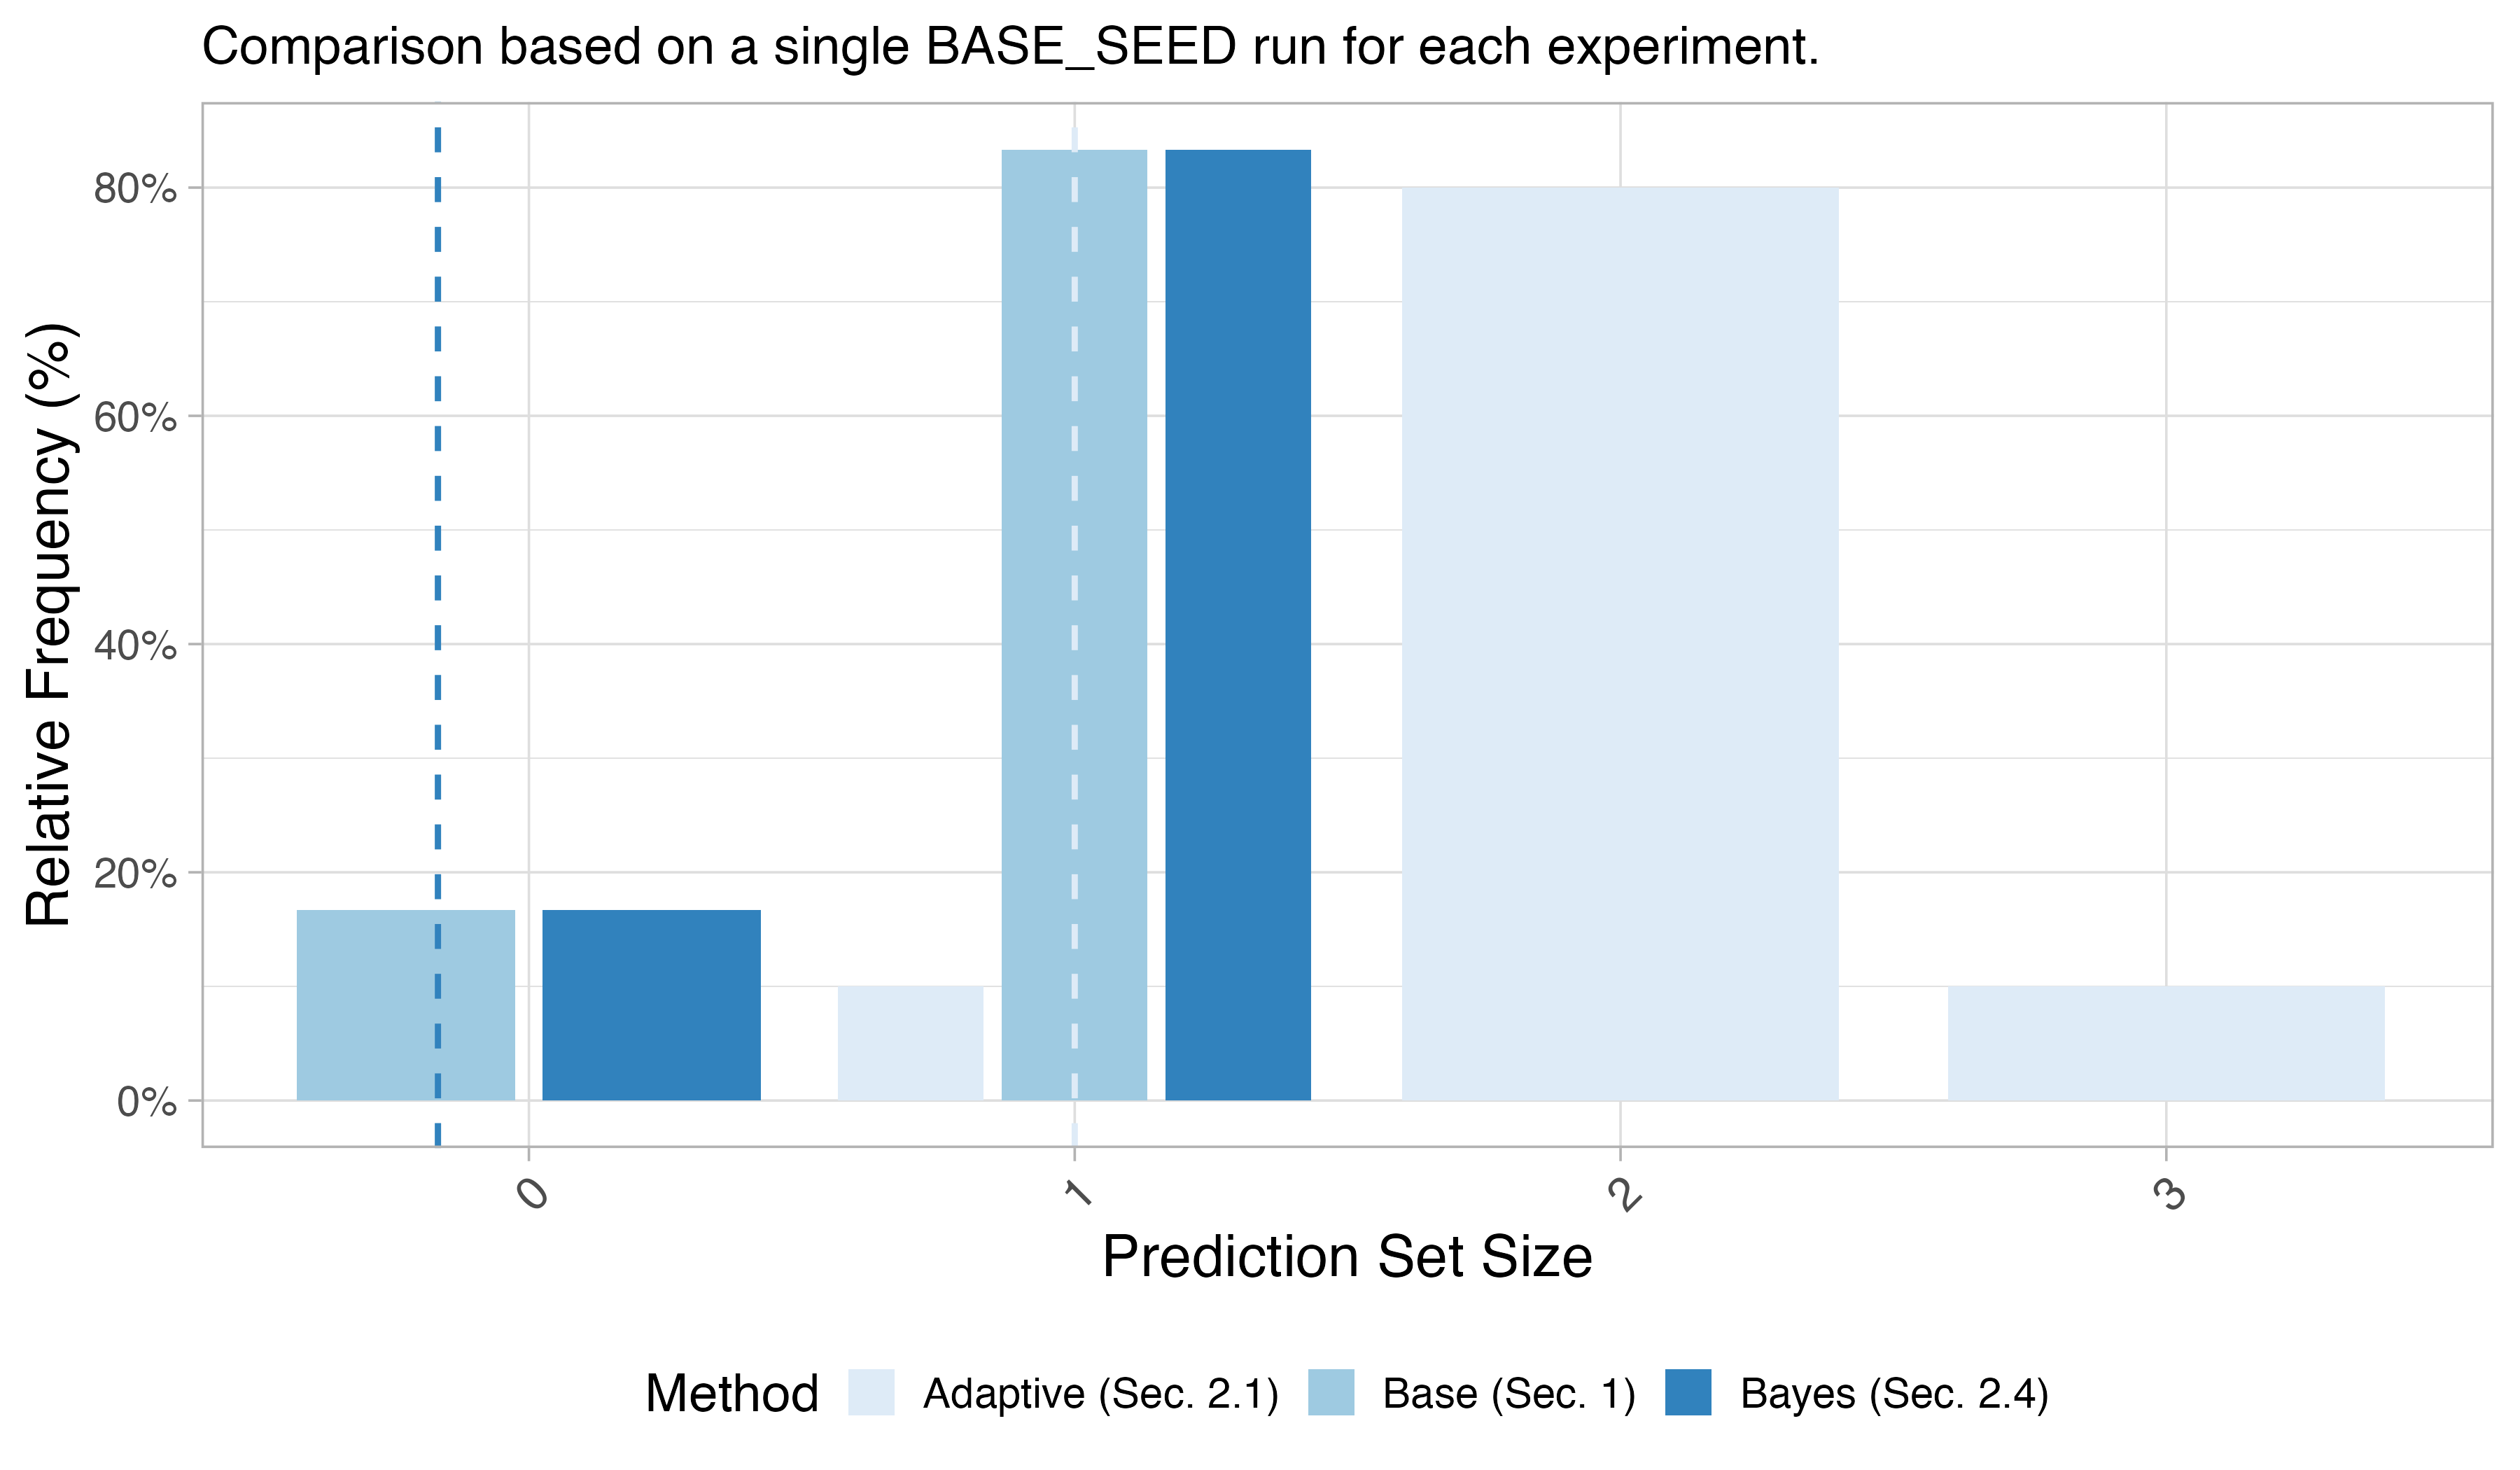 Comparison based on a single BASE_SEED run for each experiment.
Relative Frequency (%)
80%
60%
40%
20%
0%
0 1 2 3
Prediction Set Size
Method Adaptive (Sec. 2.1) Base (Sec. 1) Bayes (Sec. 2.4)